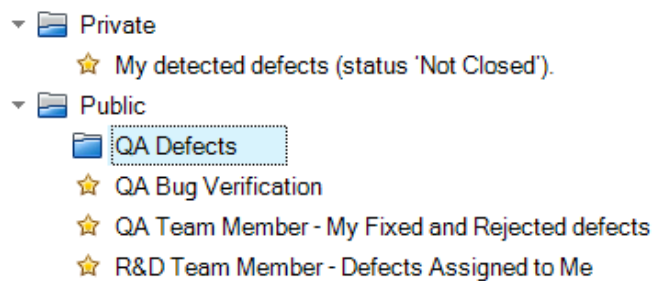 Private
My detected defects (status 'Not Closed').
Public
QA Defects
QA Bug Verification
QA Team Member - My Fixed and Rejected defects
R&D Team Member - Defects Assigned to Me